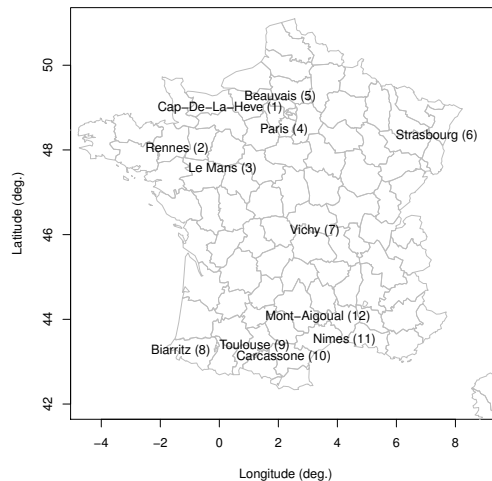 50
48
46
44
42
Latitude (deg.)
Beauvais (5)
Cap−De−La−Heve (1)
Paris (4)
Strasbourg (6)
Rennes (2)
Le Mans (3)
Vichy (7)
Mont−Aigoual (12)
Nimes (11)
Toulouse (9)
Biarritz (8)
Carcassone (10)
−4 −2 0 2 4 6 8
Longitude (deg.)